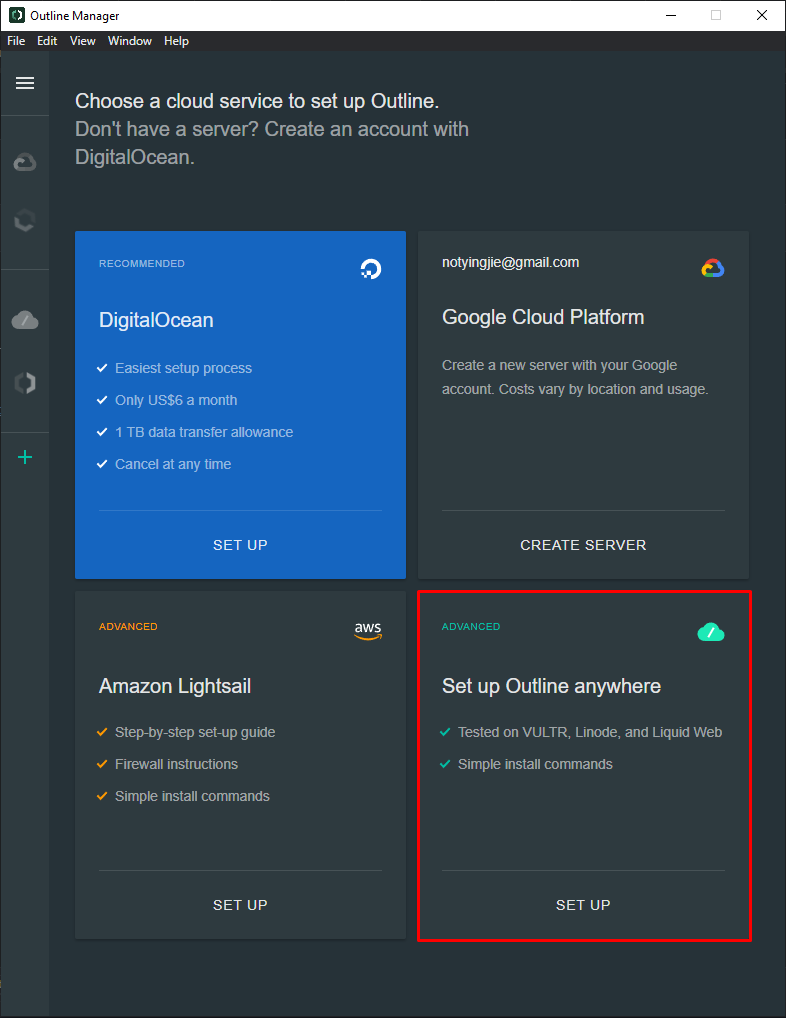 Outline Manager
File Edit View Window Help
Choose a cloud service to set up Outline.
Don't have a server? Create an account with
DigitalOcean.
RECOMMENDED
DigitalOcean
Easiest setup process
Only US$6 a month
1 TB data transfer allowance
Cancel at any time
SET UP
notyingjie@gmail.com
Google Cloud Platform
Create a new server with your Google
account. Costs vary by location and usage.
CREATE SERVER
ADVANCED
aws
Amazon Lightsail
Step-by-step set-up guide
Firewall instructions
Simple install commands
SET UP
ADVANCED
Set up Outline anywhere
Tested on VULTR, Linode, and Liquid Web
Simple install commands
SET UP